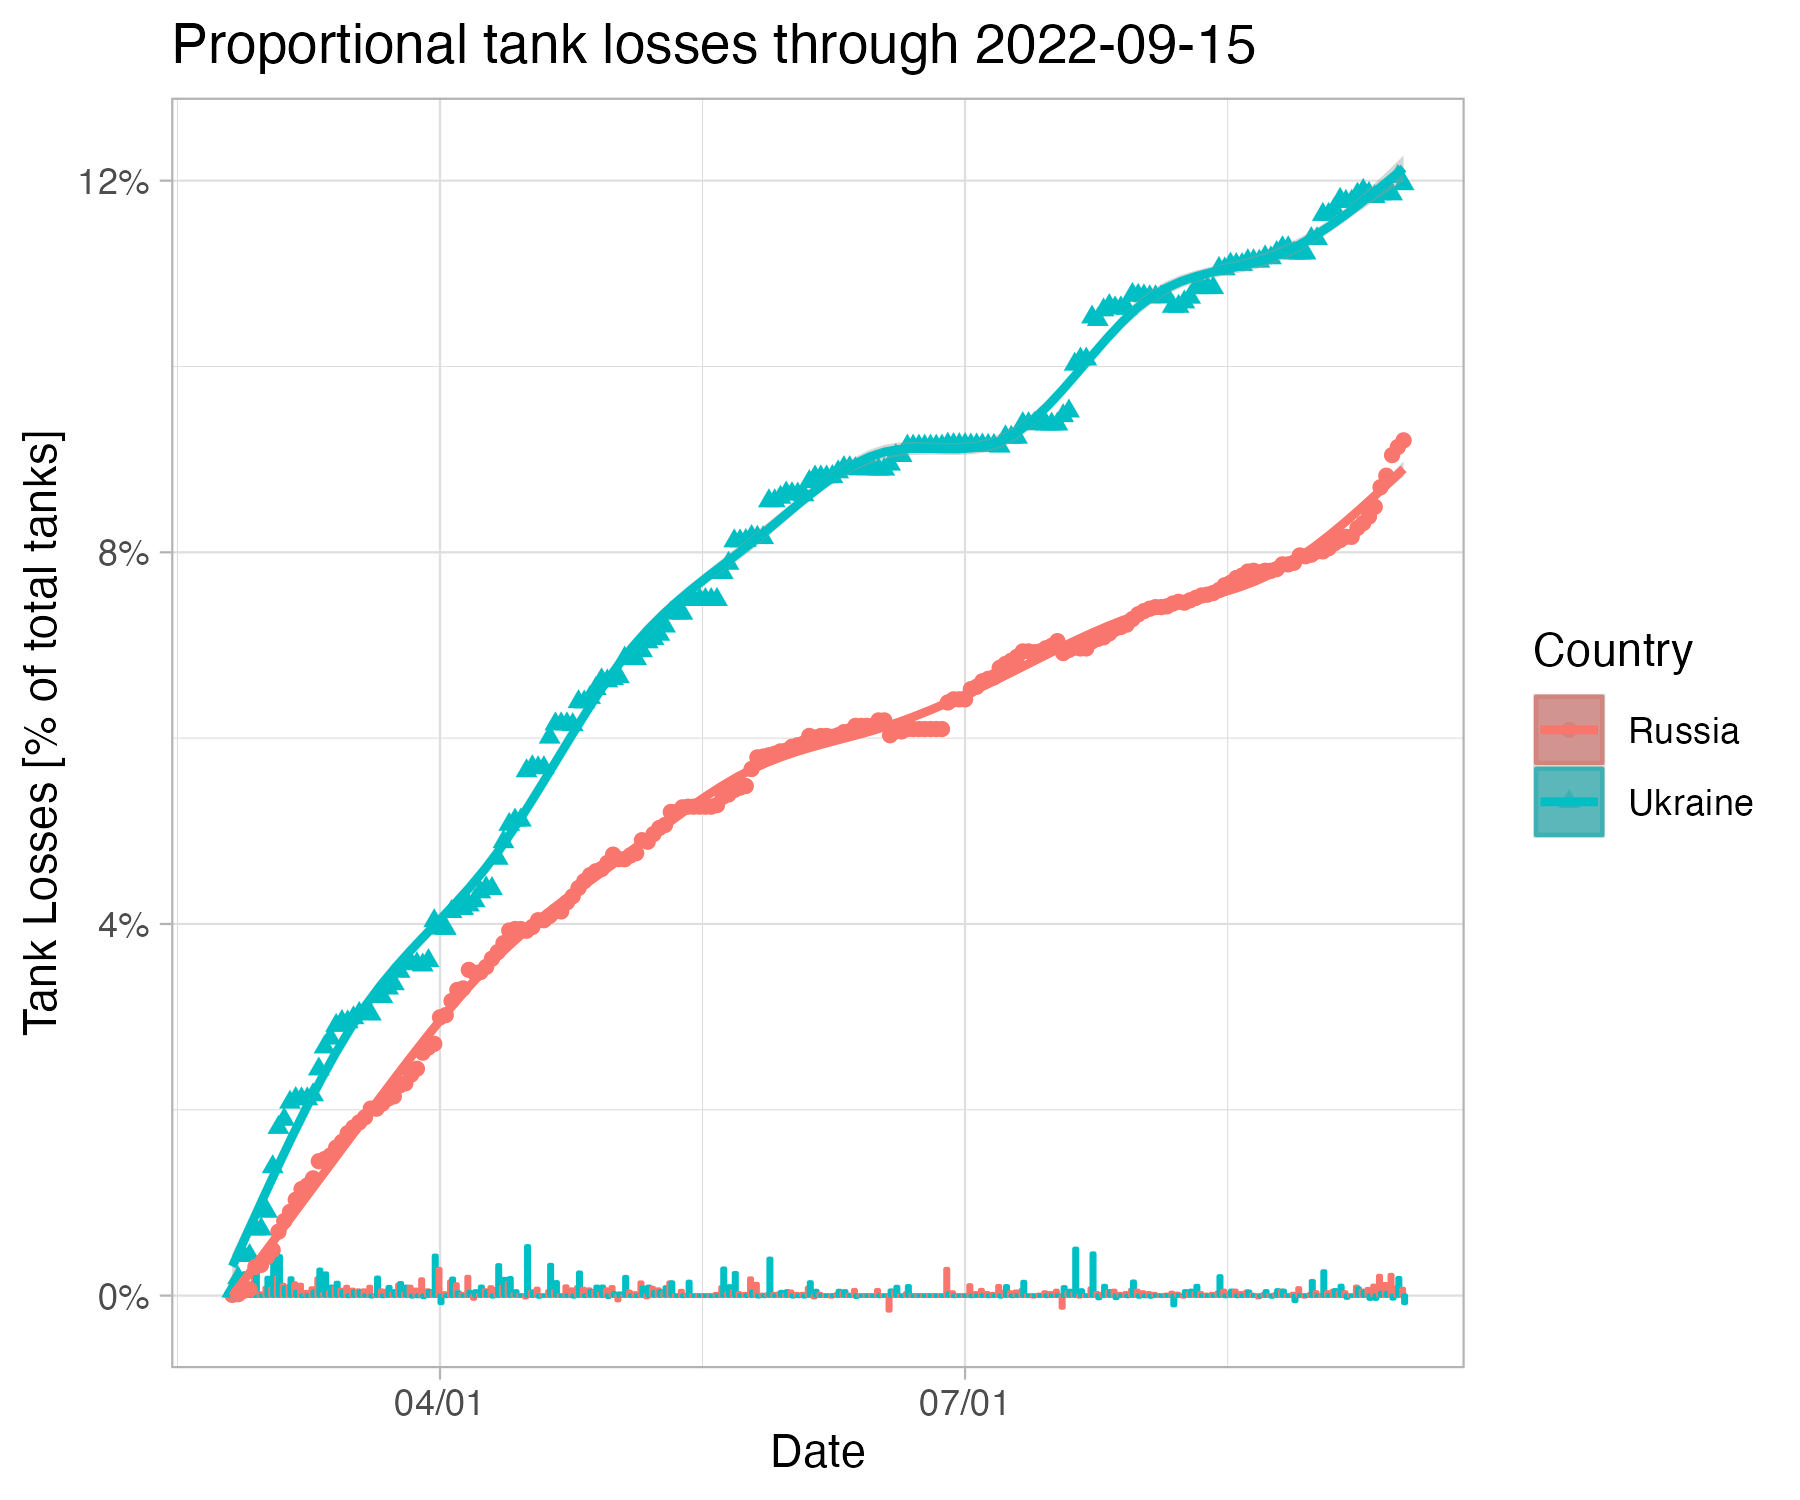 Proportional tank losses through 2022-09-15
Tank Losses [% of total tanks]
12%
8%
4%
0%
04/01
07/01
Date
Country
Russia
Ukraine